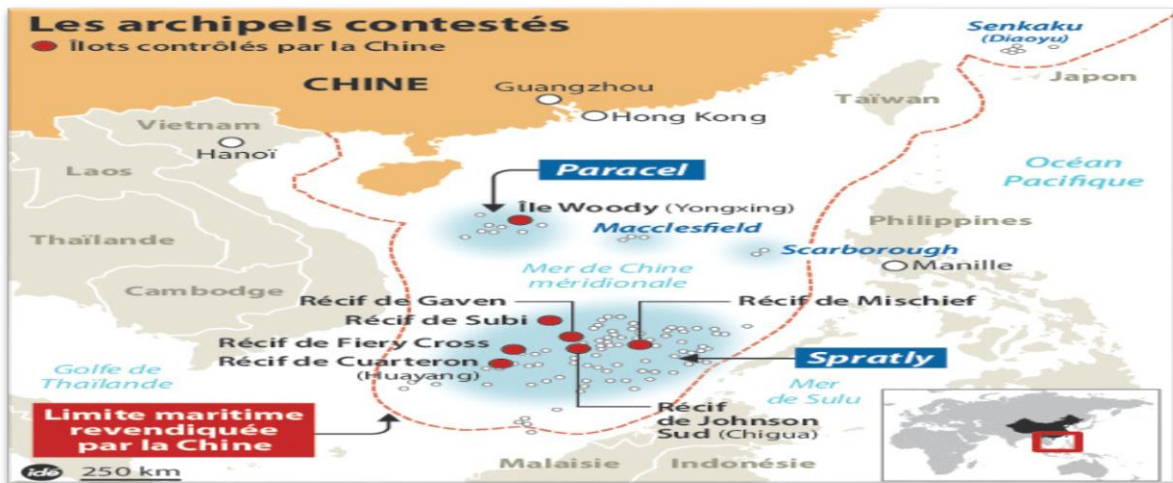 Les archipels contestés
Îlots contrôlés par la Chine
Senkaku
(Diaoyu)
Japon
CHINE
Guangzhou
Hong Kong
Taïwan
Vietnam
Hanoï
Laos
Océan
Pacifique
Paracel
Île Woody (Yongxing)
Macclesfield
Philippines
Scarborough
Manille
Thaïlande
Mer de Chine
méridionale
Cambodge
Récif de Gaven
Récif de Mischief
Récif de Subi
Récif de Fiery Cross
Récif de Cuarteron
(Huayang)
Spratly
Golfe de
Thaïlande
Mer
de Sulu
Limite maritime
revendiquée
par la Chine
Récif
de Johnson
Sud (Chigua)
Malaisie
Indonésie
idé
250 km